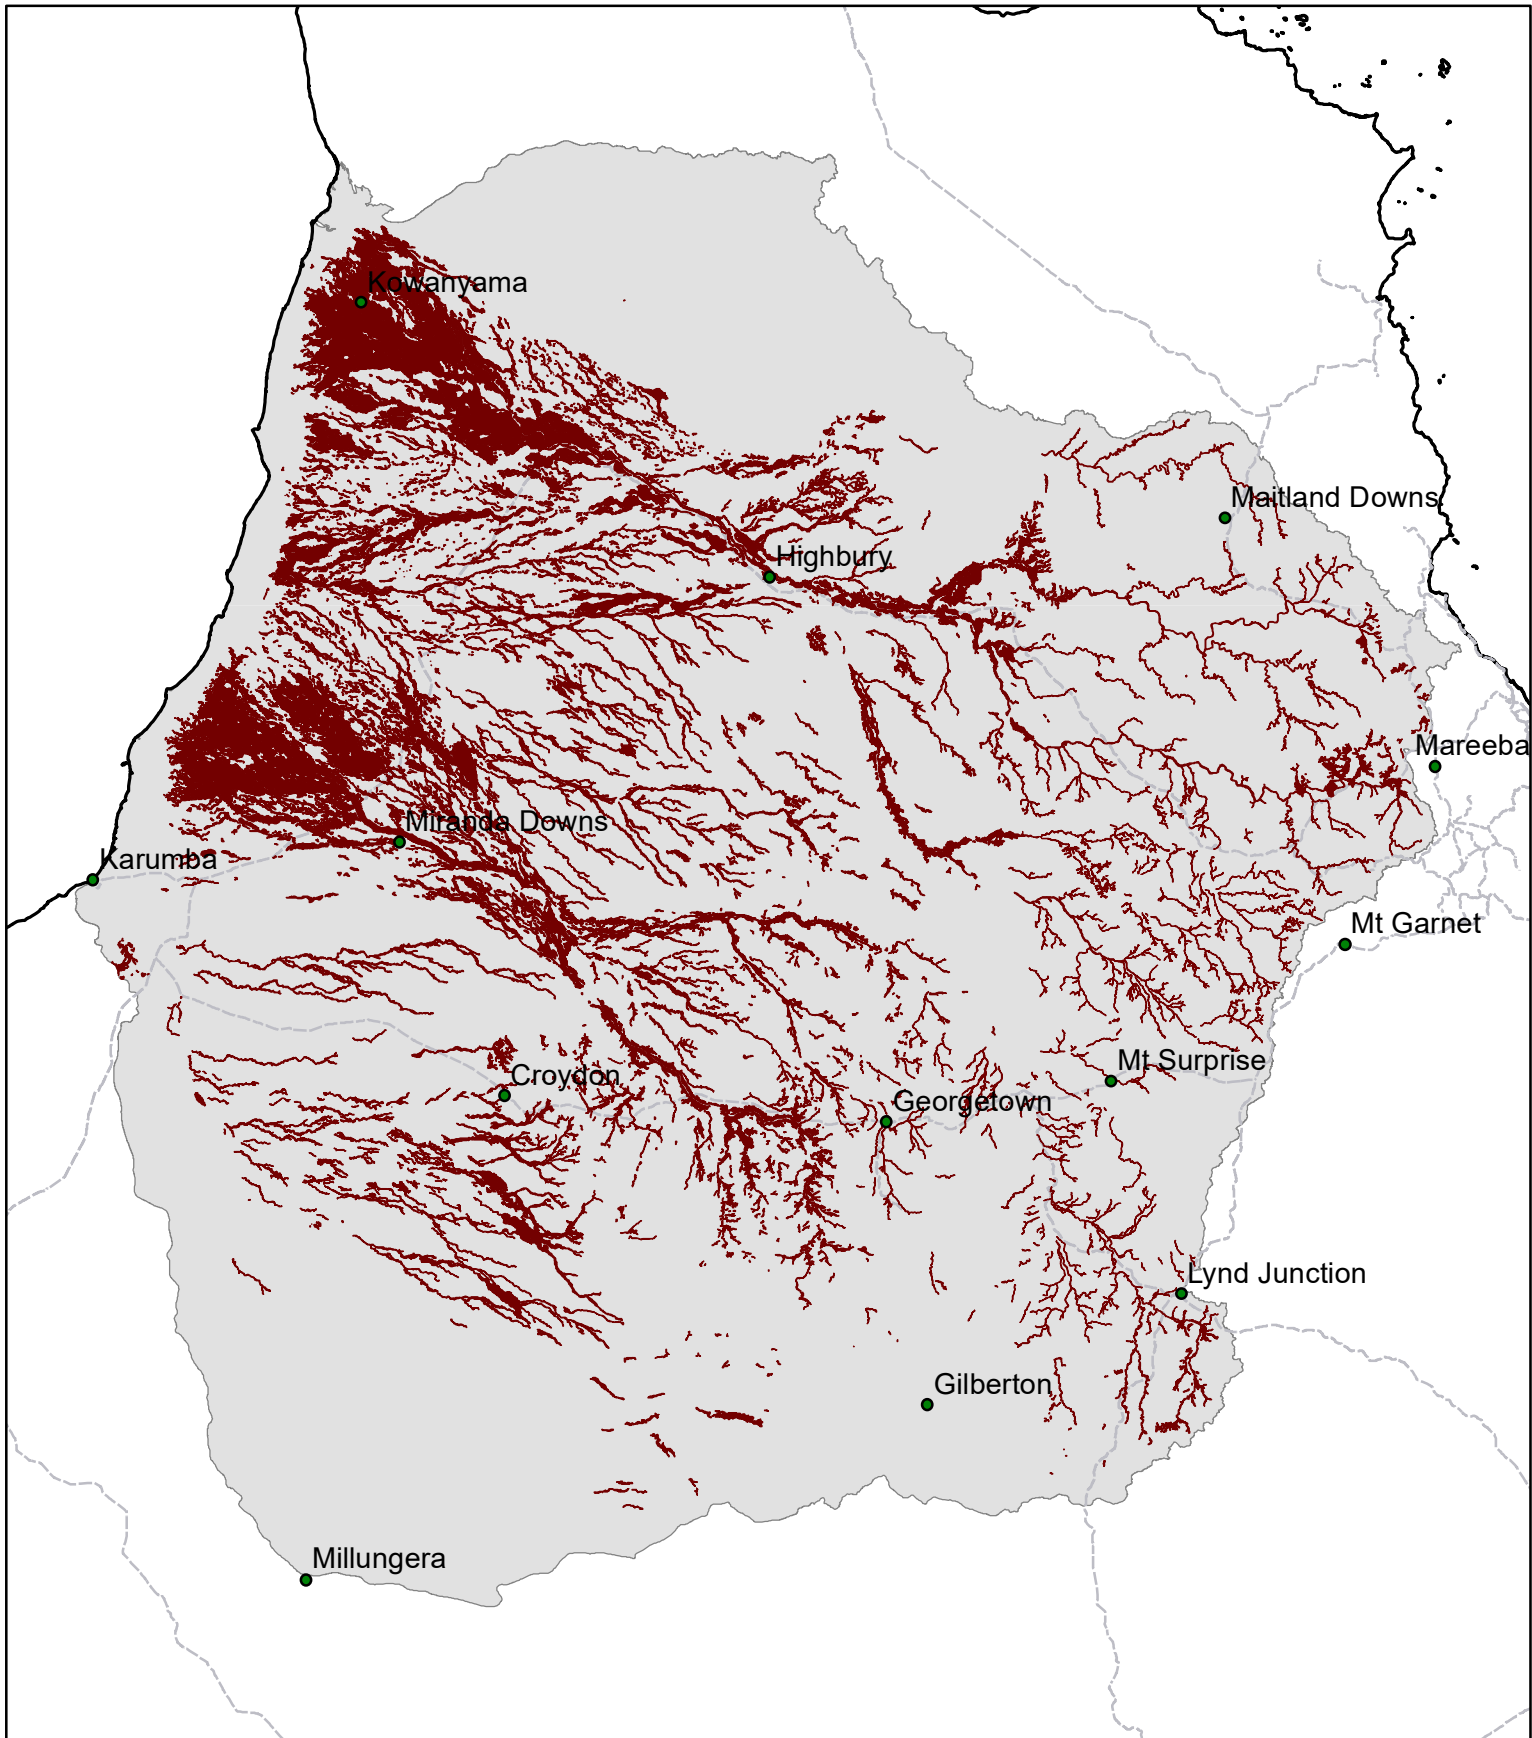 Kowanyama
Maitland Downs
Highbury
Mareeba
Miranda Downs
Karumba
Mt Garnet
Mt Surprise
Croydon
Georgetown
Lynd Junction
Gilberton
Millungera